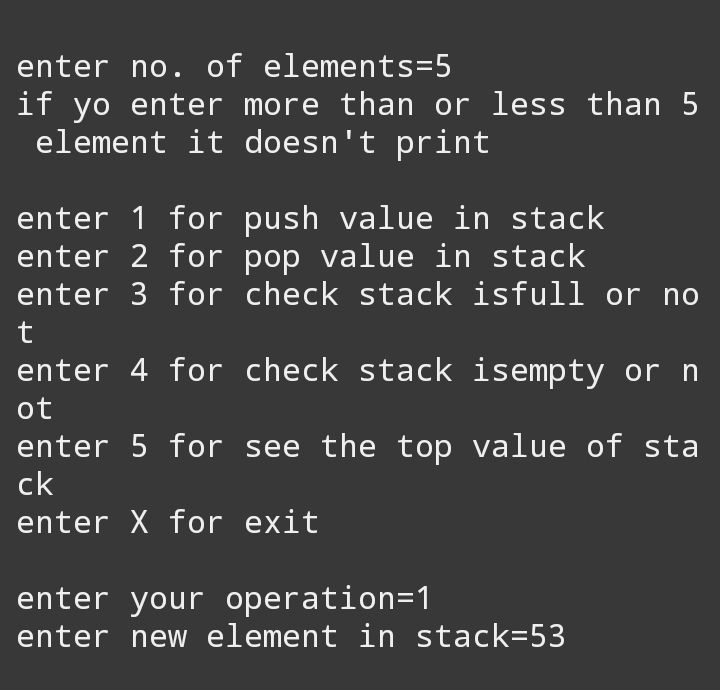 enter no. of elements=5
if yo enter more than or less than 5
 element it doesn't print
enter 1 for push value in stack
enter 2 for pop value in stack
enter 3 for check stack isfull or no
t
enter 4 for check stack isempty or n
ot
enter 5 for see the top value of sta
ck
enter X for exit
enter your operation=1
enter new element in stack=53